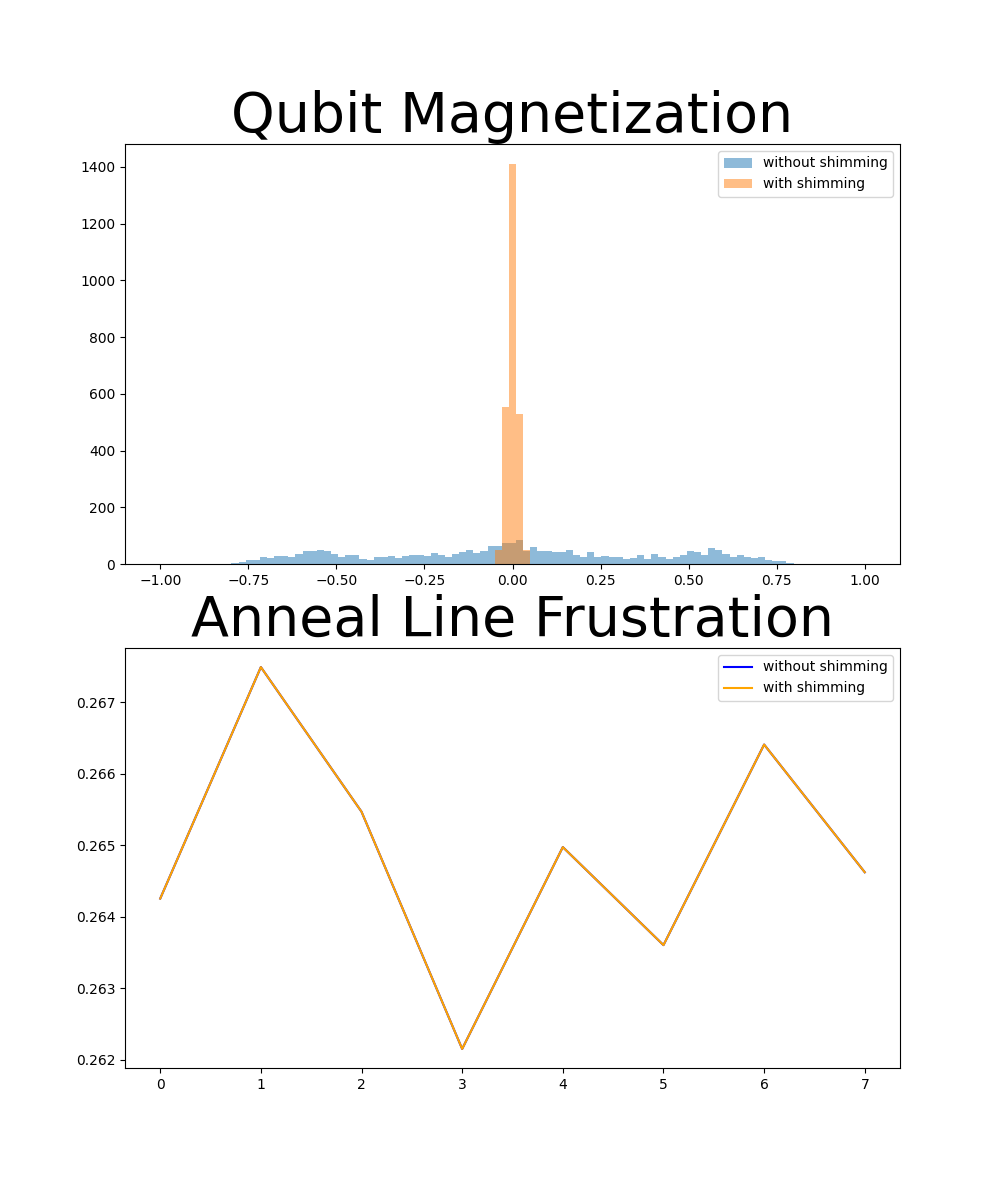 Qubit Magnetization
without shimming
with shimming
1400
1200
1000
800
600
400
200
0
−1.00 −0.75 −0.50 −0.25 0.00 0.25 0.50 0.75 1.00
Anneal Line Frustration
without shimming
with shimming
0.267
0.266
0.265
0.264
0.263
0.262
0 1 2 3 4 5 6 7